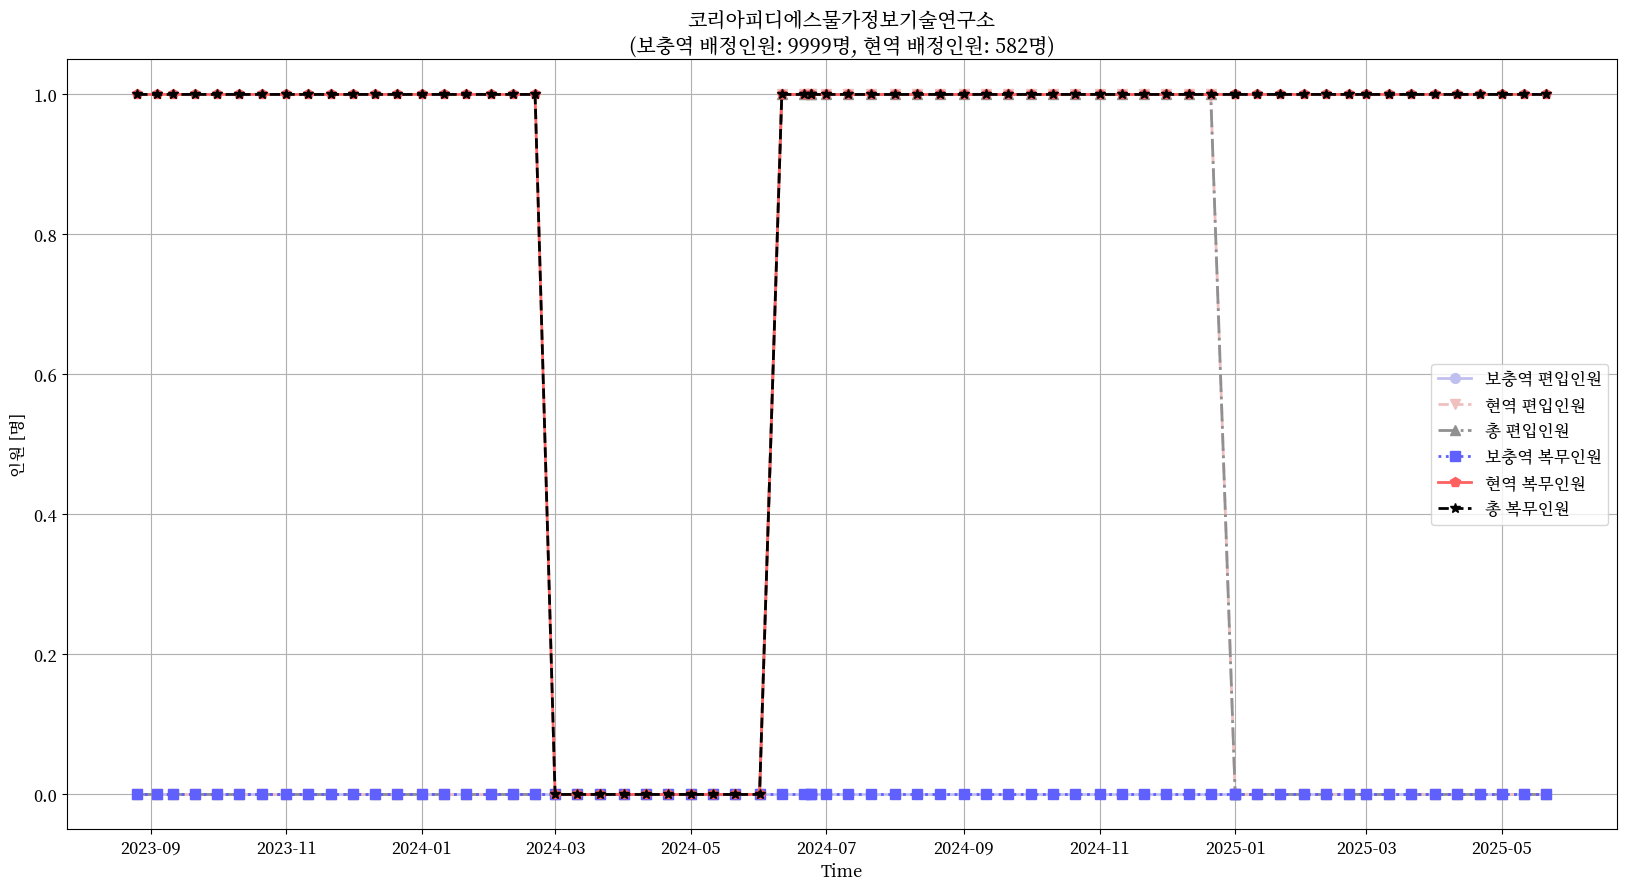 코리아피디에스물가정보기술연구소
(보충역 배정인원: 9999명, 현역 배정인원: 582명)
1.0
0.8
0.6
0.4
0.2
0.0
인원 [명]
보충역 편입인원
현역 편입인원
총 편입인원
보충역 복무인원
현역 복무인원
총 복무인원
2023-09
2023-11
2024-01
2024-03
2024-05
2024-07
2024-09
2024-11
2025-01
2025-03
2025-05
Time